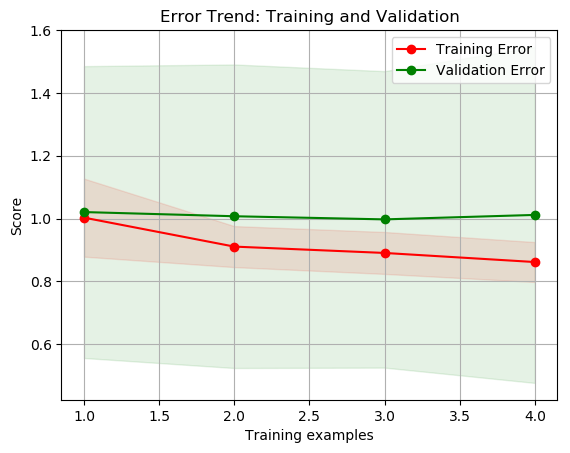 Error Trend: Training and Validation
Training Error
Validation Error
Score
1.6
1.4
1.2
1.0
0.8
0.6
1.0 1.5 2.0 2.5 3.0 3.5 4.0
Training examples